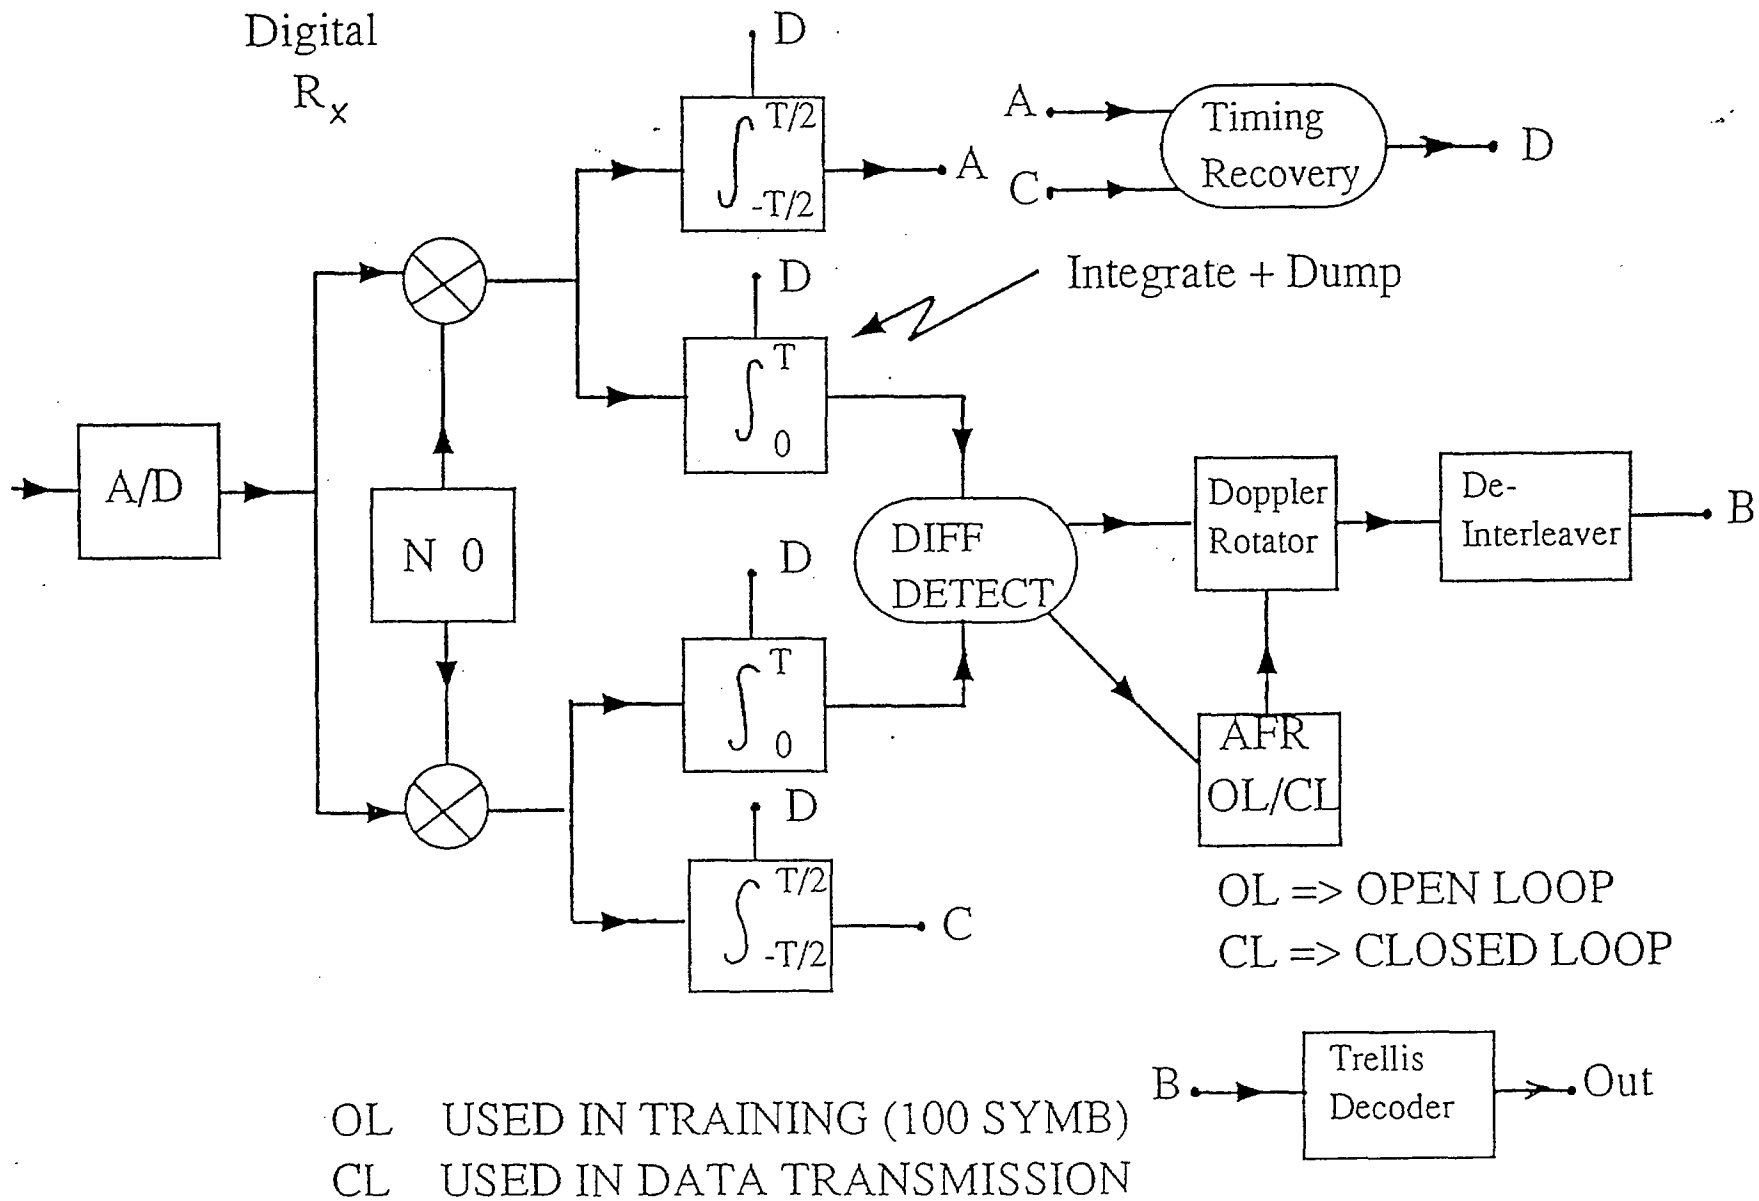 Digital
Rx
D
T/2
∫
-T/2
A
A
C
Timing
Recovery
D
D
T
∫
0
Integrate + Dump
A/D
N 0
DIFF
DETECT
Doppler
Rotator
De-
Interleaver
B
D
T
∫
0
AFR
OL/CL
D
T/2
∫
-T/2
C
OL => OPEN LOOP
CL => CLOSED LOOP
B
Trellis
Decoder
Out
OL USED IN TRAINING (100 SYMB)
CL USED IN DATA TRANSMISSION